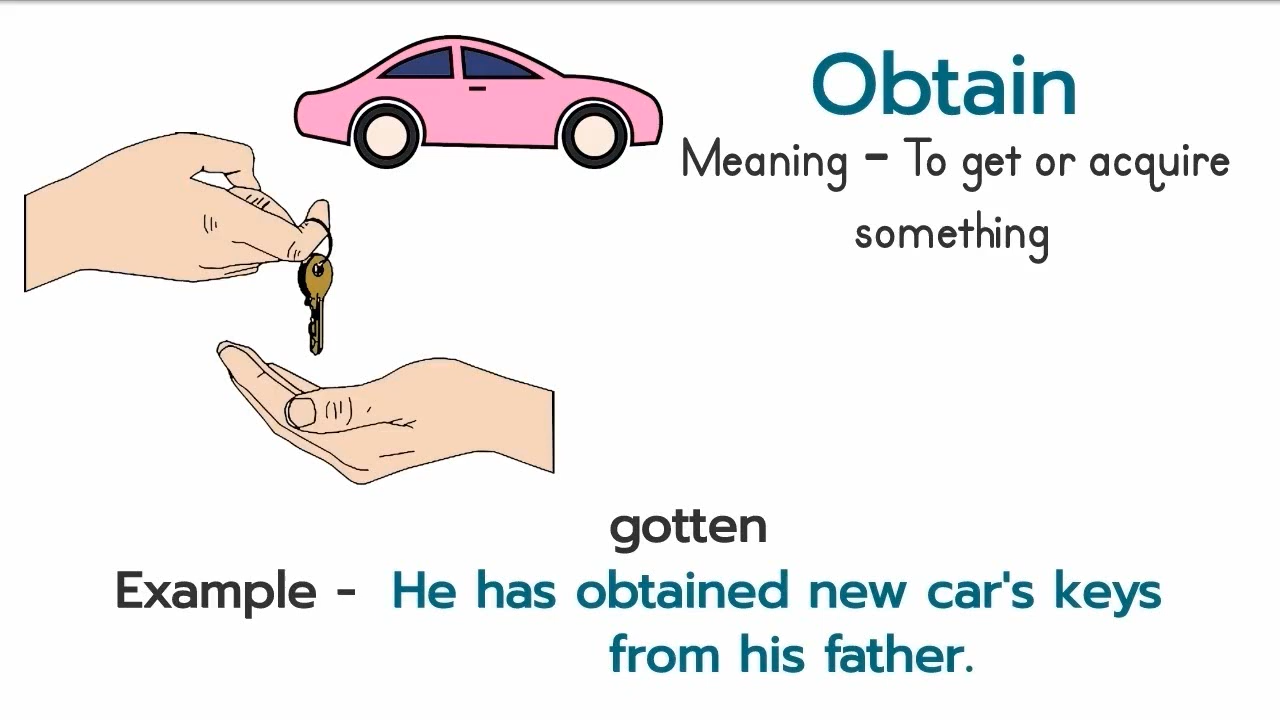 Obtain
Meaning - To get or acquire
something
gotten
Example - He has obtained new car's keys
from his father.